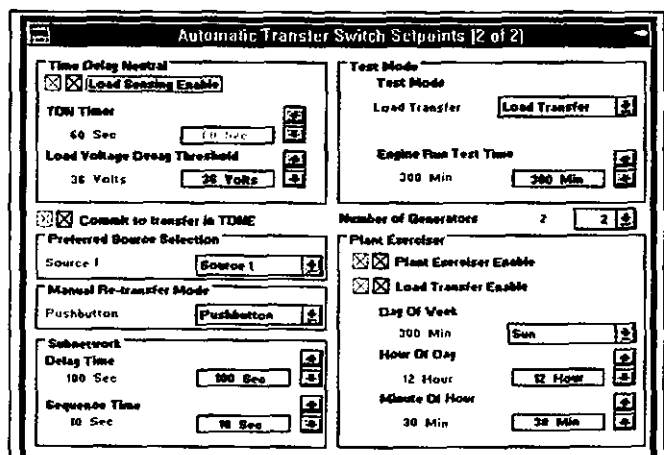 Automatic Transfer Switch Setpoints (2 of 2)
Time Delay Neutral
Load Sensing Enable
TDN Timer
60 Sec 60 Sec
Load Voltage Decay Threshold
36 Volts 36 Volts
Commit to transfer in TDNE
Preferred Source Selection
Source 1 Source 1
Manual Re-transfer Mode
Pushbutton Pushbutton
Subnetwork
Delay Time
100 Sec 100 Sec
Sequence Time
10 Sec 10 Sec
Test Mode
Test Mode
Load Transfer Load Transfer
Engine Run Test Time
300 Min 300 Min
Number of Generators 2 2
Plant Exerciser
Plant Exerciser Enable
Load Transfer Enable
Day Of Week
300 Min Sun
Hour Of Day
12 Hour 12 Hour
Minute Of Hour
30 Min 30 Min